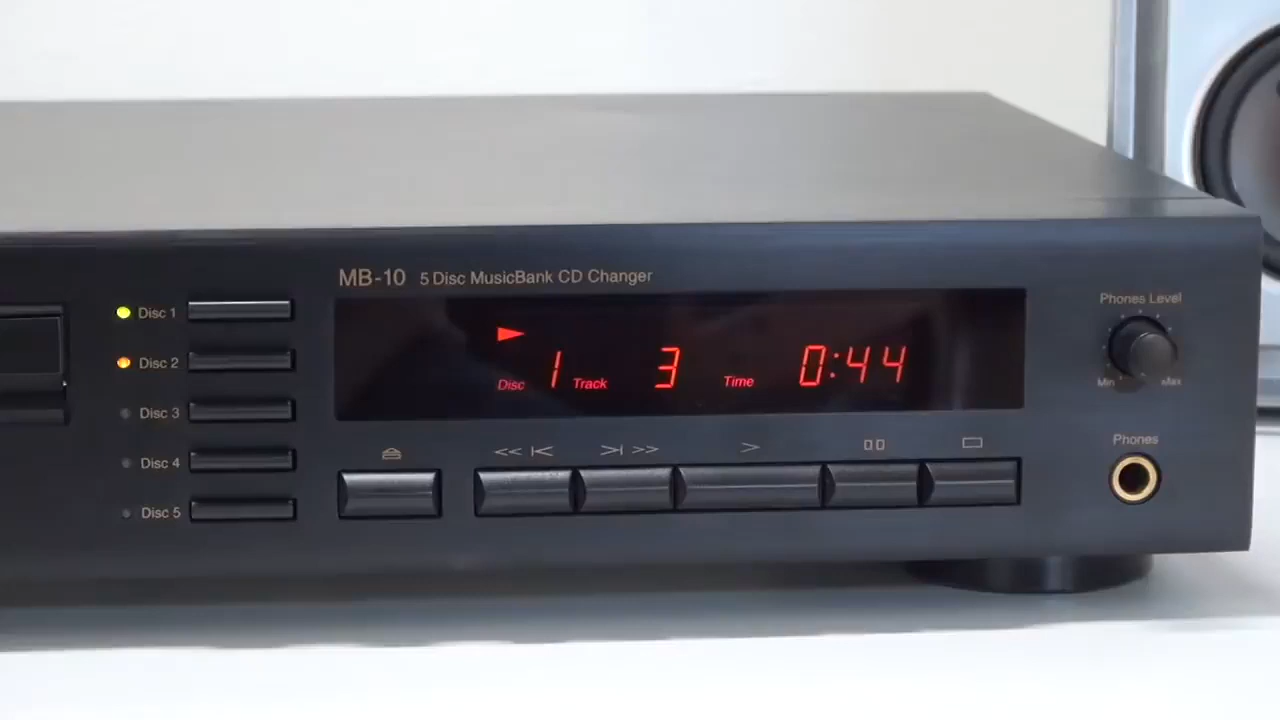 MB-10 5 Disc MusicBank CD Changer
Disc 1
Disc 2
Disc 3
Disc 4
Disc 5
Disc 1 Track 3 Time 0:44
Phones Level
Min Max
Phones